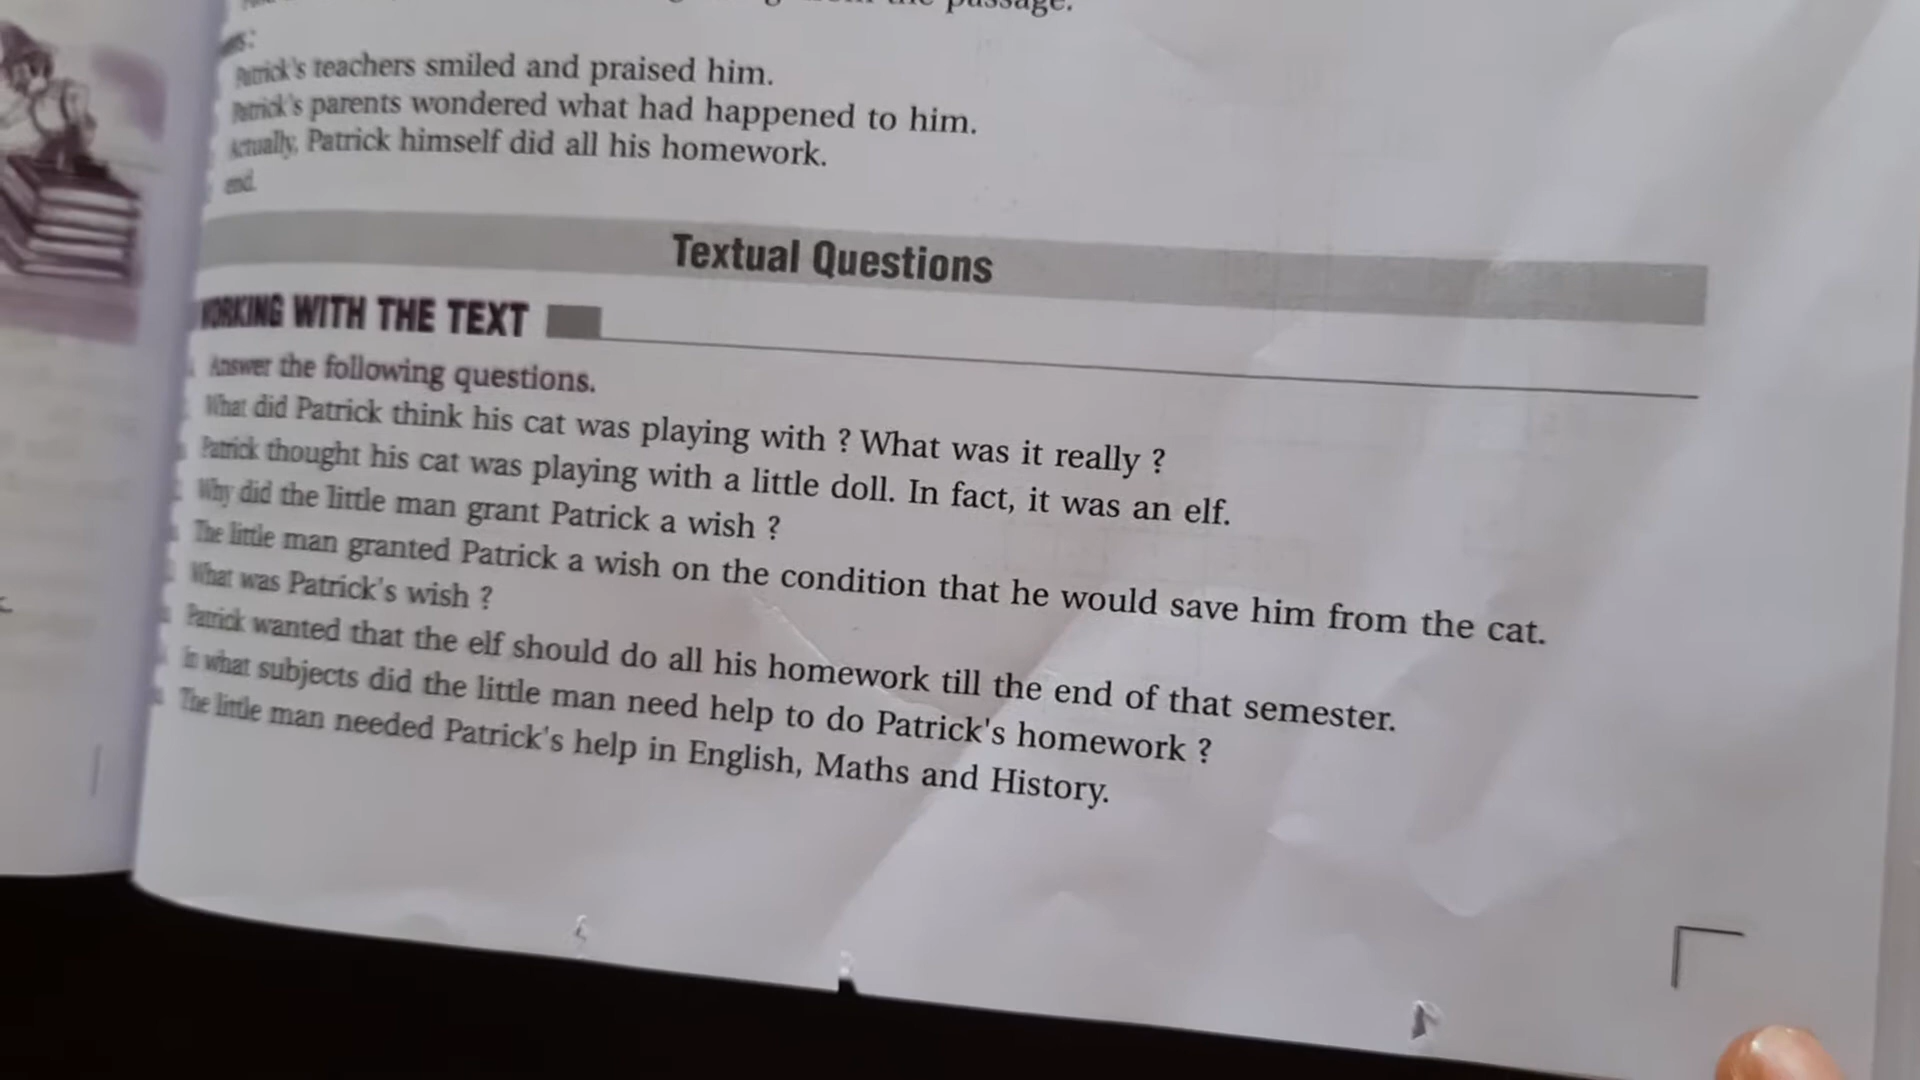 the passage.
Patrick's teachers smiled and praised him.
Patrick's parents wondered what had happened to him.
Actually, Patrick himself did all his homework.
end.
Textual Questions
WORKING WITH THE TEXT
Answer the following questions.
What did Patrick think his cat was playing with ? What was it really ?
Patrick thought his cat was playing with a little doll. In fact, it was an elf.
Why did the little man grant Patrick a wish ?
The little man granted Patrick a wish on the condition that he would save him from the cat.
What was Patrick's wish ?
Patrick wanted that the elf should do all his homework till the end of that semester.
In what subjects did the little man need help to do Patrick's homework ?
The little man needed Patrick's help in English, Maths and History.